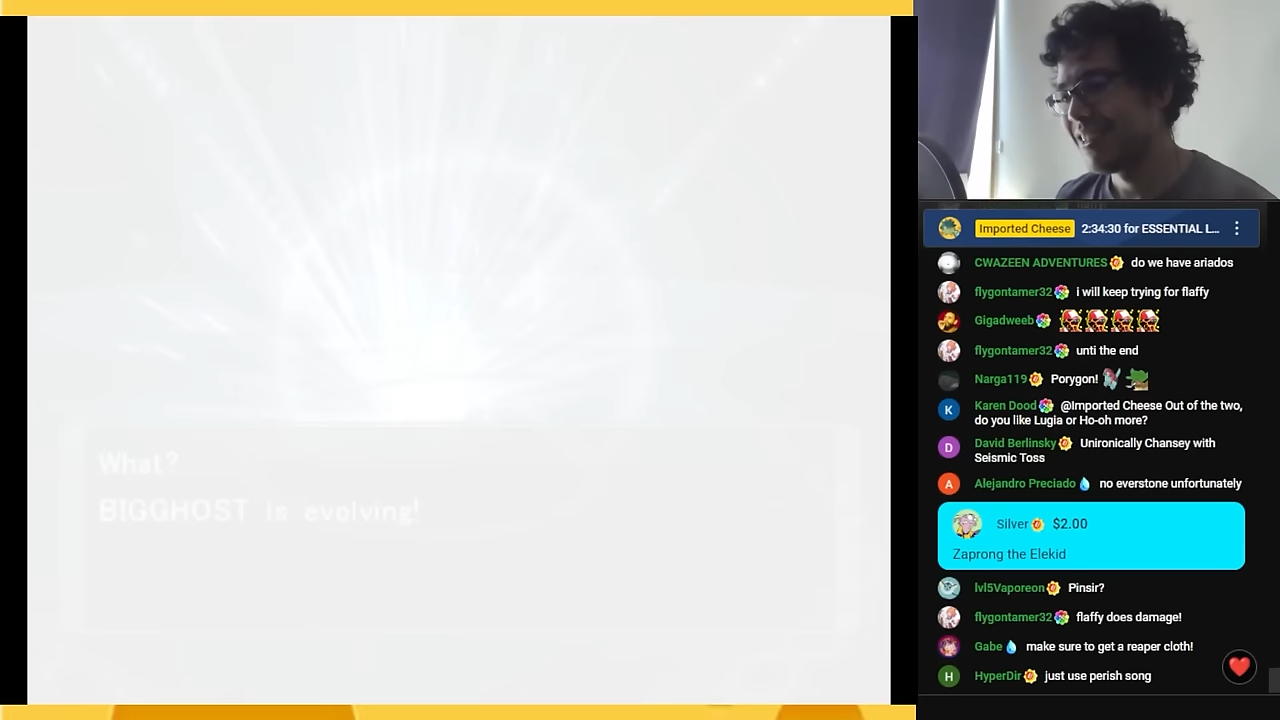 What?
BIGGHOST is evolving!
Imported Cheese 2:34:30 for ESSENTIAL L...
CWAZEEN ADVENTURES do we have ariados
flygontamer32 i will keep trying for flaffy
Gigadweeb
flygontamer32 unti the end
Narga119 Porygon!
K Karen Dood @Imported Cheese Out of the two,
do you like Lugia or Ho-oh more?
D David Berlinsky Unironically Chansey with
Seismic Toss
A Alejandro Preciado no everstone unfortunately
Silver $2.00
Zaprong the Elekid
lvl5Vaporeon Pinsir?
flygontamer32 flaffy does damage!
Gabe make sure to get a reaper cloth!
H HyperDir just use perish song